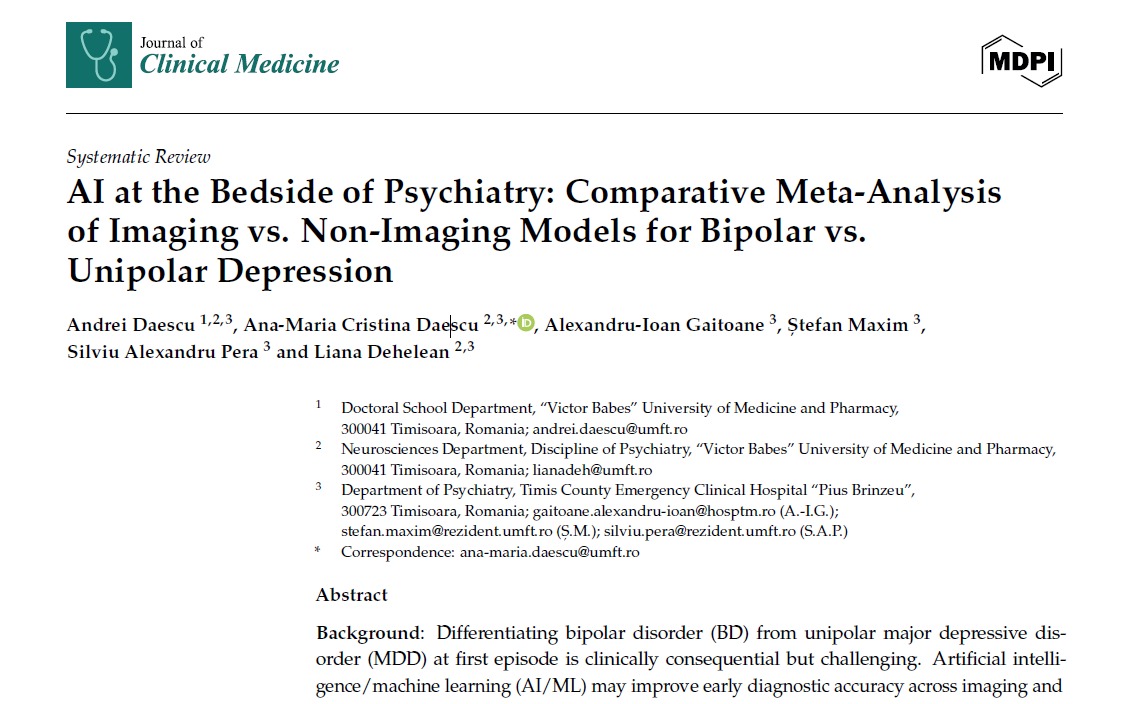 Journal of
Clinical Medicine
MDPI
Systematic Review
AI at the Bedside of Psychiatry: Comparative Meta-Analysis
of Imaging vs. Non-Imaging Models for Bipolar vs.
Unipolar Depression
Andrei Daescu 1,2,3, Ana-Maria Cristina Daescu 2,3,* iD, Alexandru-Ioan Gaitoane 3, Ștefan Maxim 3,
Silviu Alexandru Pera 3 and Liana Dehelean 2,3
1 Doctoral School Department, “Victor Babes” University of Medicine and Pharmacy,
300041 Timisoara, Romania; andrei.daescu@umft.ro
2 Neurosciences Department, Discipline of Psychiatry, “Victor Babes” University of Medicine and Pharmacy,
300041 Timisoara, Romania; lianadeh@umft.ro
3 Department of Psychiatry, Timis County Emergency Clinical Hospital “Pius Brinzeu”,
300723 Timisoara, Romania; gaitoane.alexandru-ioan@hosptm.ro (A.-I.G.);
stefan.maxim@rezident.umft.ro (Ș.M.); silviu.pera@rezident.umft.ro (S.A.P.)
* Correspondence: ana-maria.daescu@umft.ro
Abstract
Background: Differentiating bipolar disorder (BD) from unipolar major depressive dis-
order (MDD) at first episode is clinically consequential but challenging. Artificial intelli-
gence/machine learning (AI/ML) may improve early diagnostic accuracy across imaging and